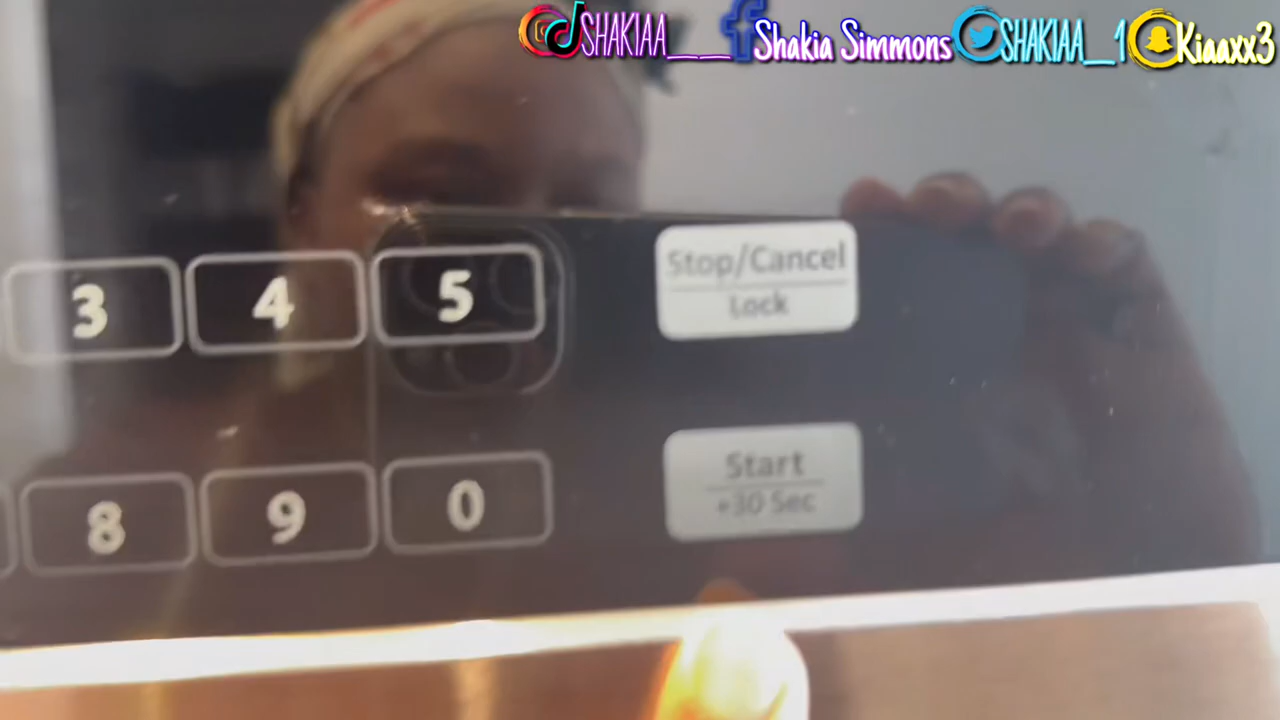 SHAKIAA___ Shakia Simmons SHAKIAA_1 Kiaaxx3
3 4 5 Stop/Cancel
Lock
8 9 0 Start
+30 Sec